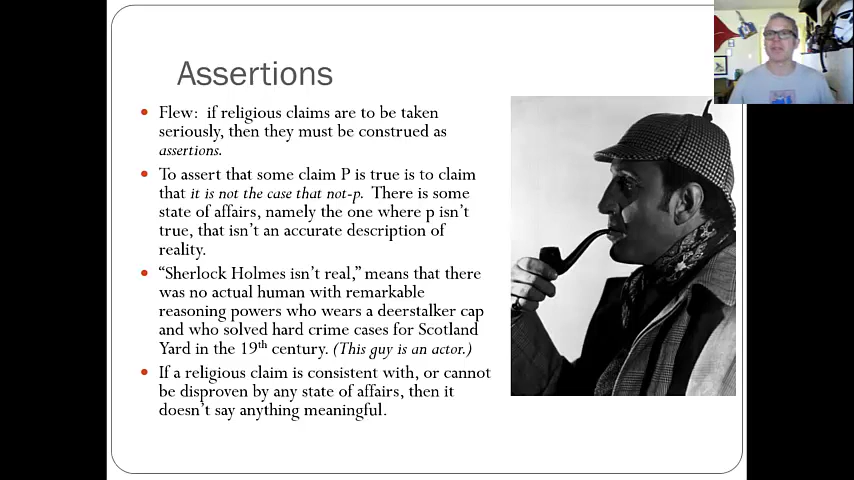 Assertions
Flew: if religious claims are to be taken
seriously, then they must be construed as
assertions.
To assert that some claim P is true is to claim
that it is not the case that not-p. There is some
state of affairs, namely the one where p isn't
true, that isn't an accurate description of
reality.
“Sherlock Holmes isn't real,” means that there
was no actual human with remarkable
reasoning powers who wears a deerstalker cap
and who solved hard crime cases for Scotland
Yard in the 19th century. (This guy is an actor.)
If a religious claim is consistent with, or cannot
be disproven by any state of affairs, then it
doesn't say anything meaningful.